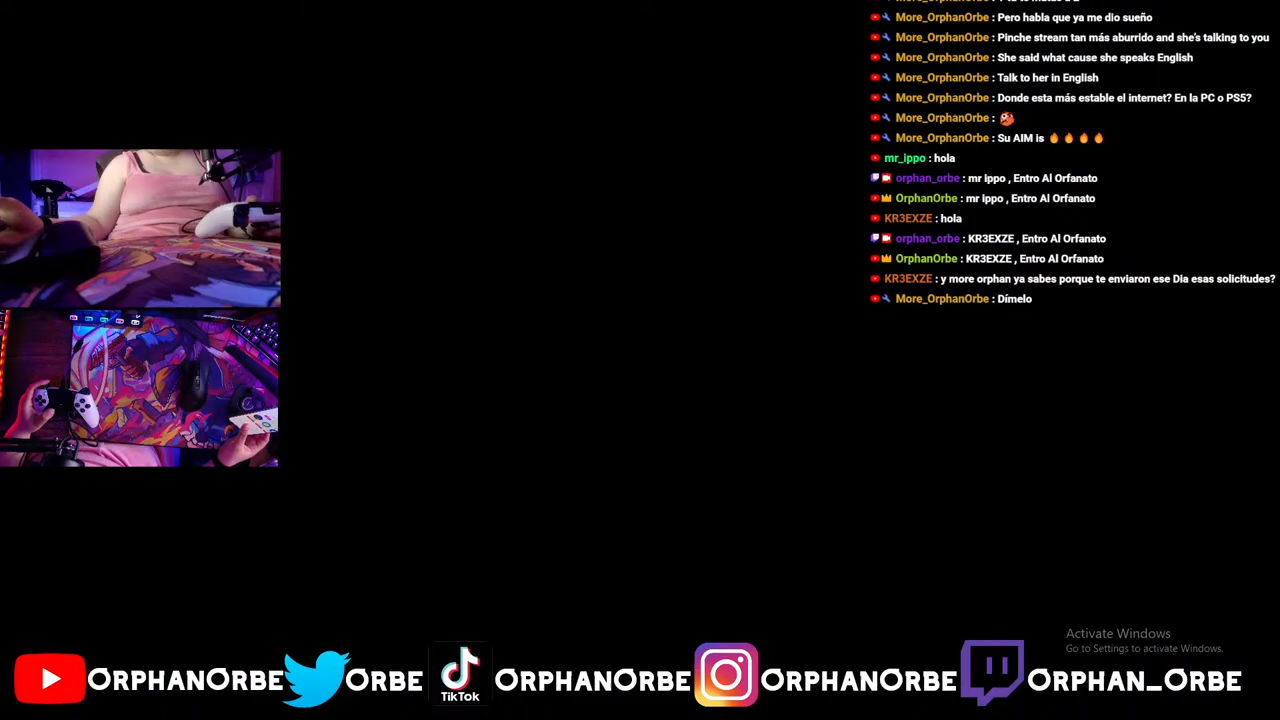 More_OrphanOrbe : Pero habla que ya me dio sueño
More_OrphanOrbe : Pinche stream tan más aburrido and she's talking to you
More_OrphanOrbe : She said what cause she speaks English
More_OrphanOrbe : Talk to her in English
More_OrphanOrbe : Donde esta más estable el internet? En la PC o PS5?
More_OrphanOrbe :
More_OrphanOrbe : Su AIM is 🔥🔥🔥🔥
mr_ippo : hola
orphan_orbe : mr ippo , Entro Al Orfanato
OrphanOrbe : mr ippo , Entro Al Orfanato
KR3EXZE : hola
orphan_orbe : KR3EXZE , Entro Al Orfanato
OrphanOrbe : KR3EXZE , Entro Al Orfanato
KR3EXZE : y more orphan ya sabes porque te enviaron ese Dia esas solicitudes?
More_OrphanOrbe : Dímelo
Activate Windows
Go to Settings to activate Windows.
OrphanOrbe
Orbe
TikTok
OrphanOrbe
OrphanOrbe
Orphan_Orbe